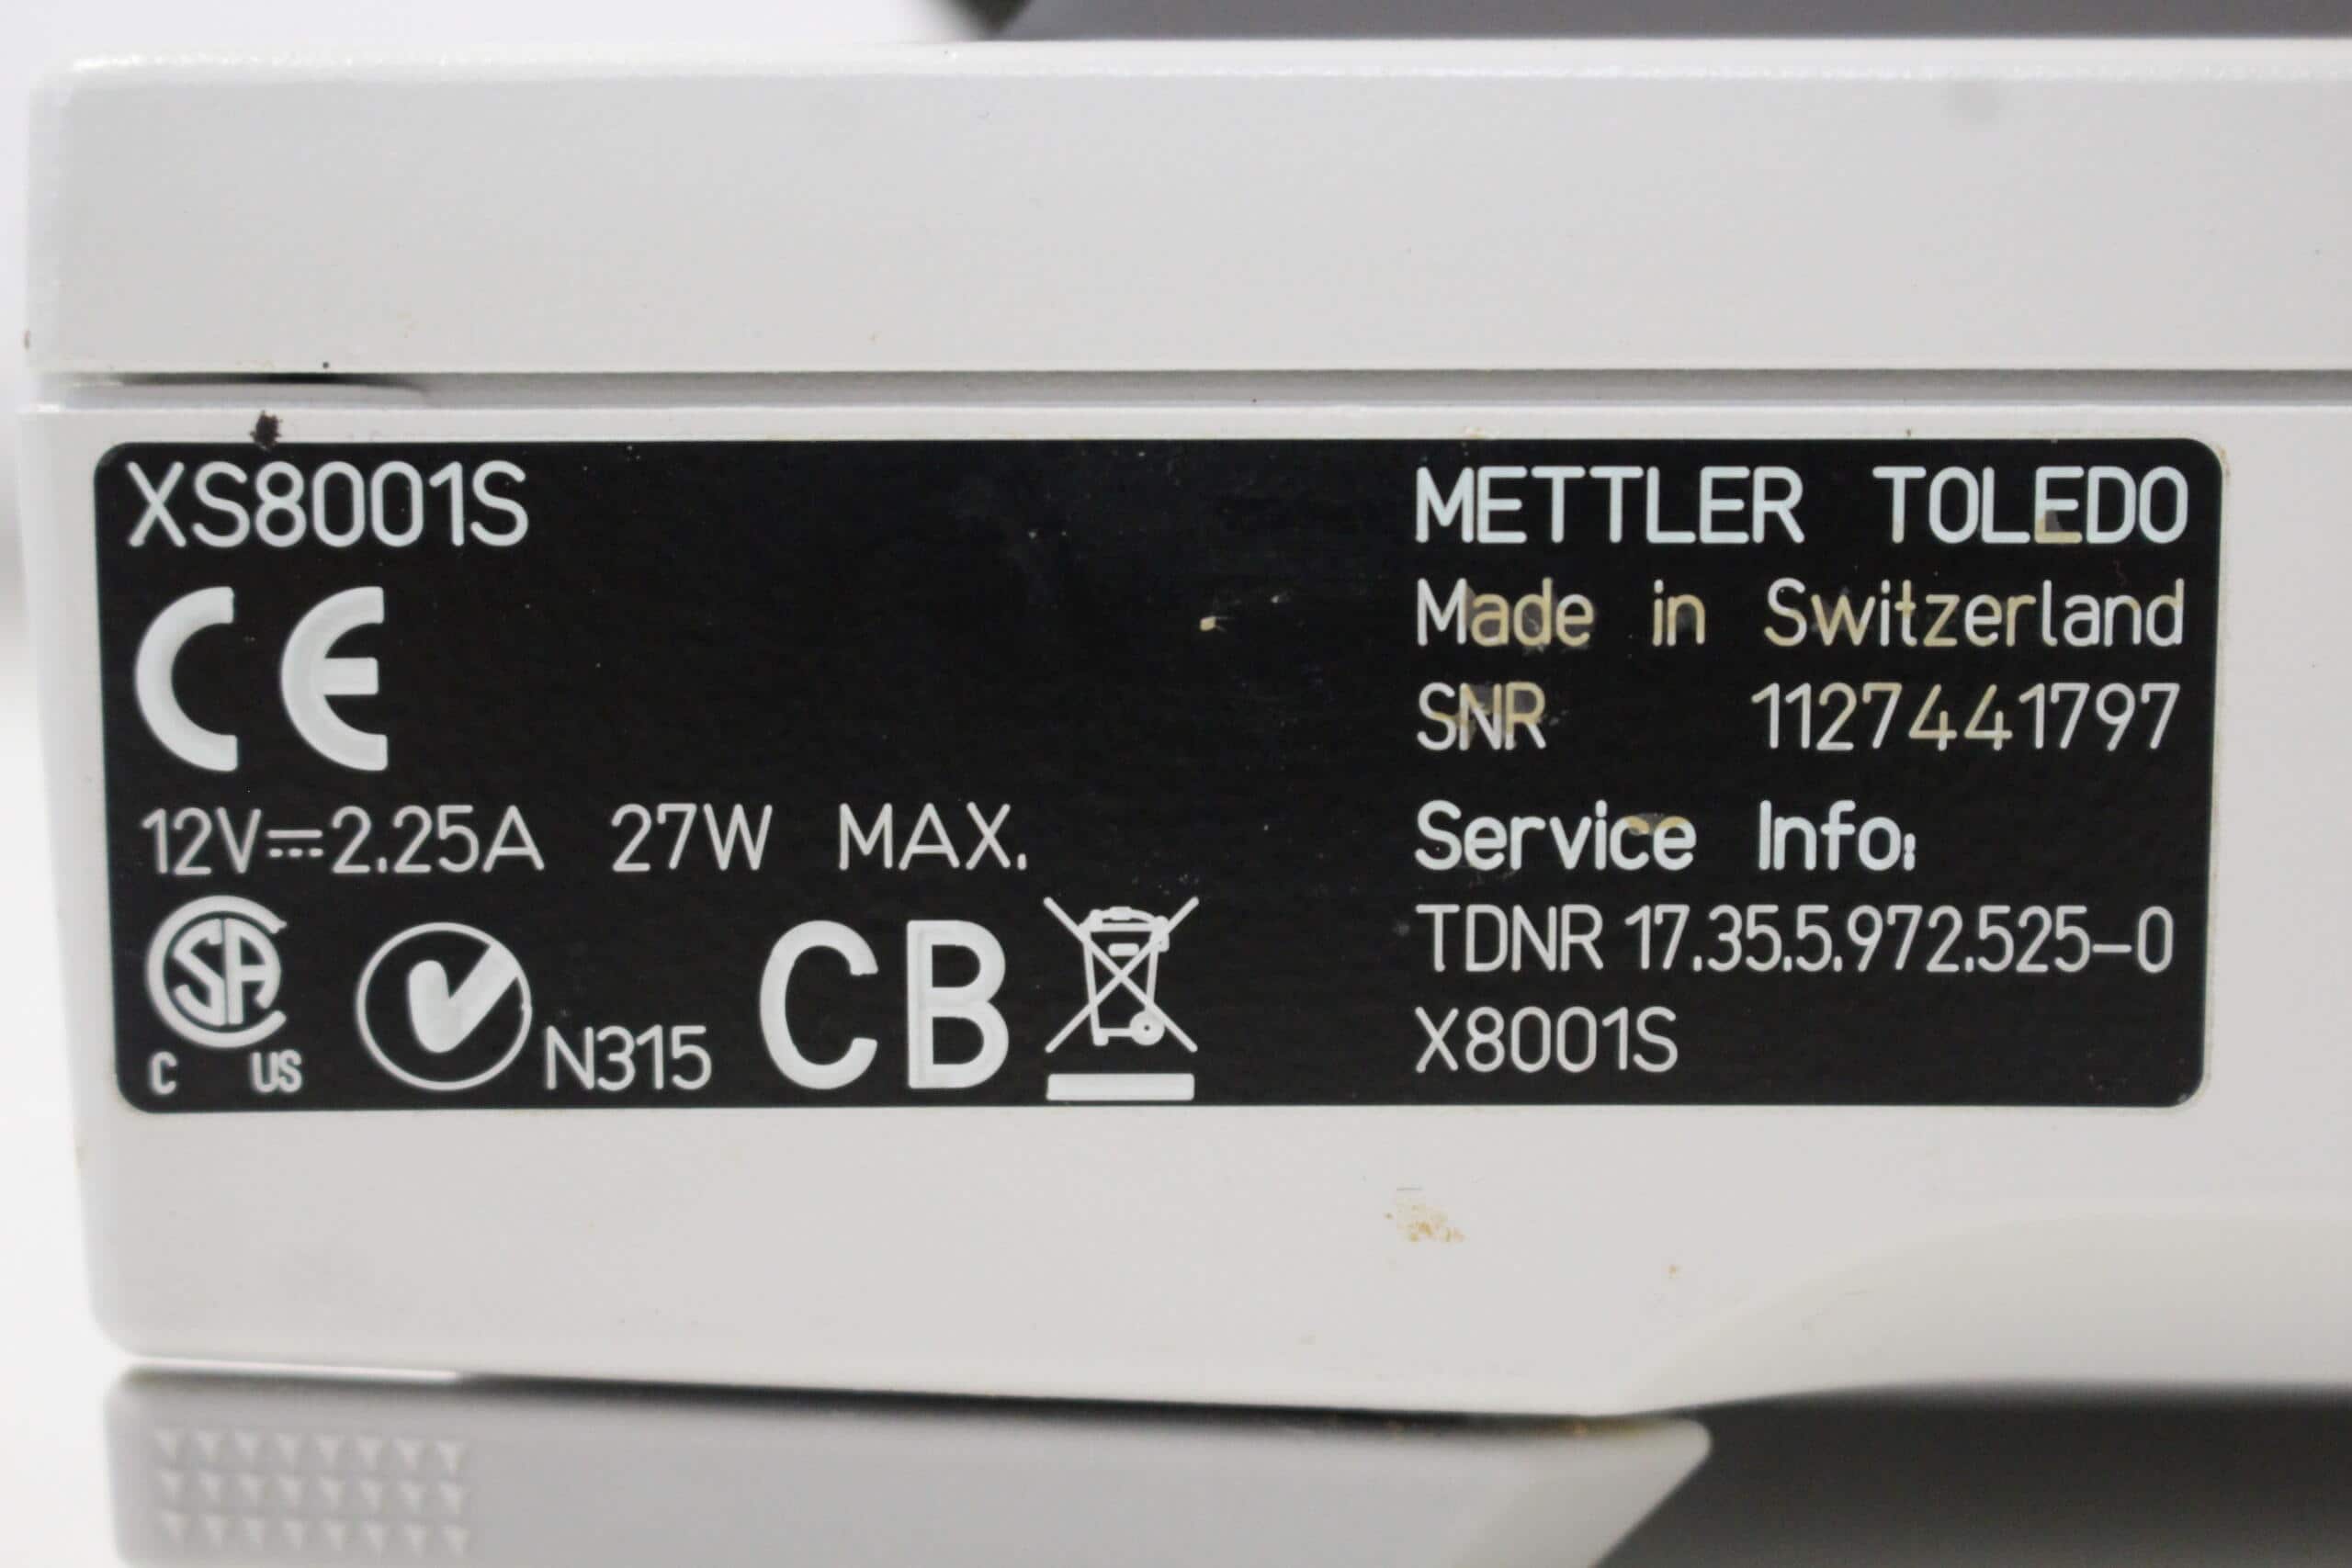 XS8001S
CE
12V⎓2.25A 27W MAX.
CSA
C US
N315
CB
METTLER TOLEDO
Made in Switzerland
SNR 1127441797
Service Info:
TDNR 17.35.5.972.525-0
X8001S